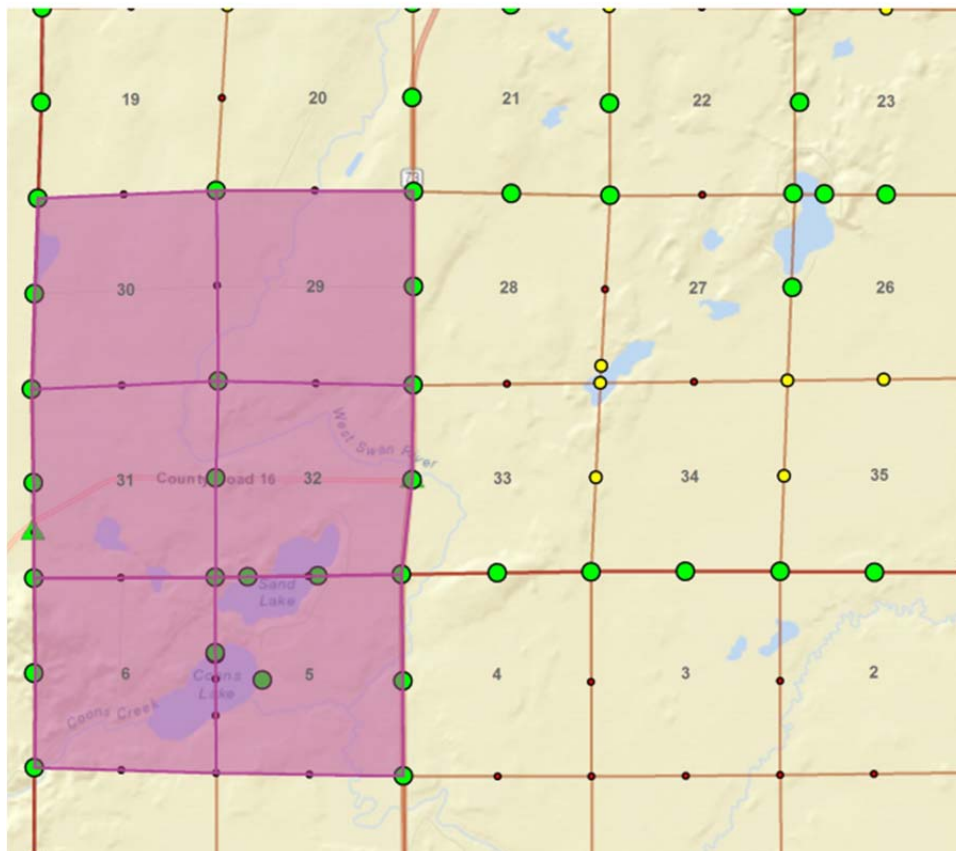 19 20 21 22 23
73
30 29 28 27 26
West Swan River
31 County Road 16 32 33 34 35
Sand
Lake
6 5 4 3 2
Coons
Lake
Coons Creek